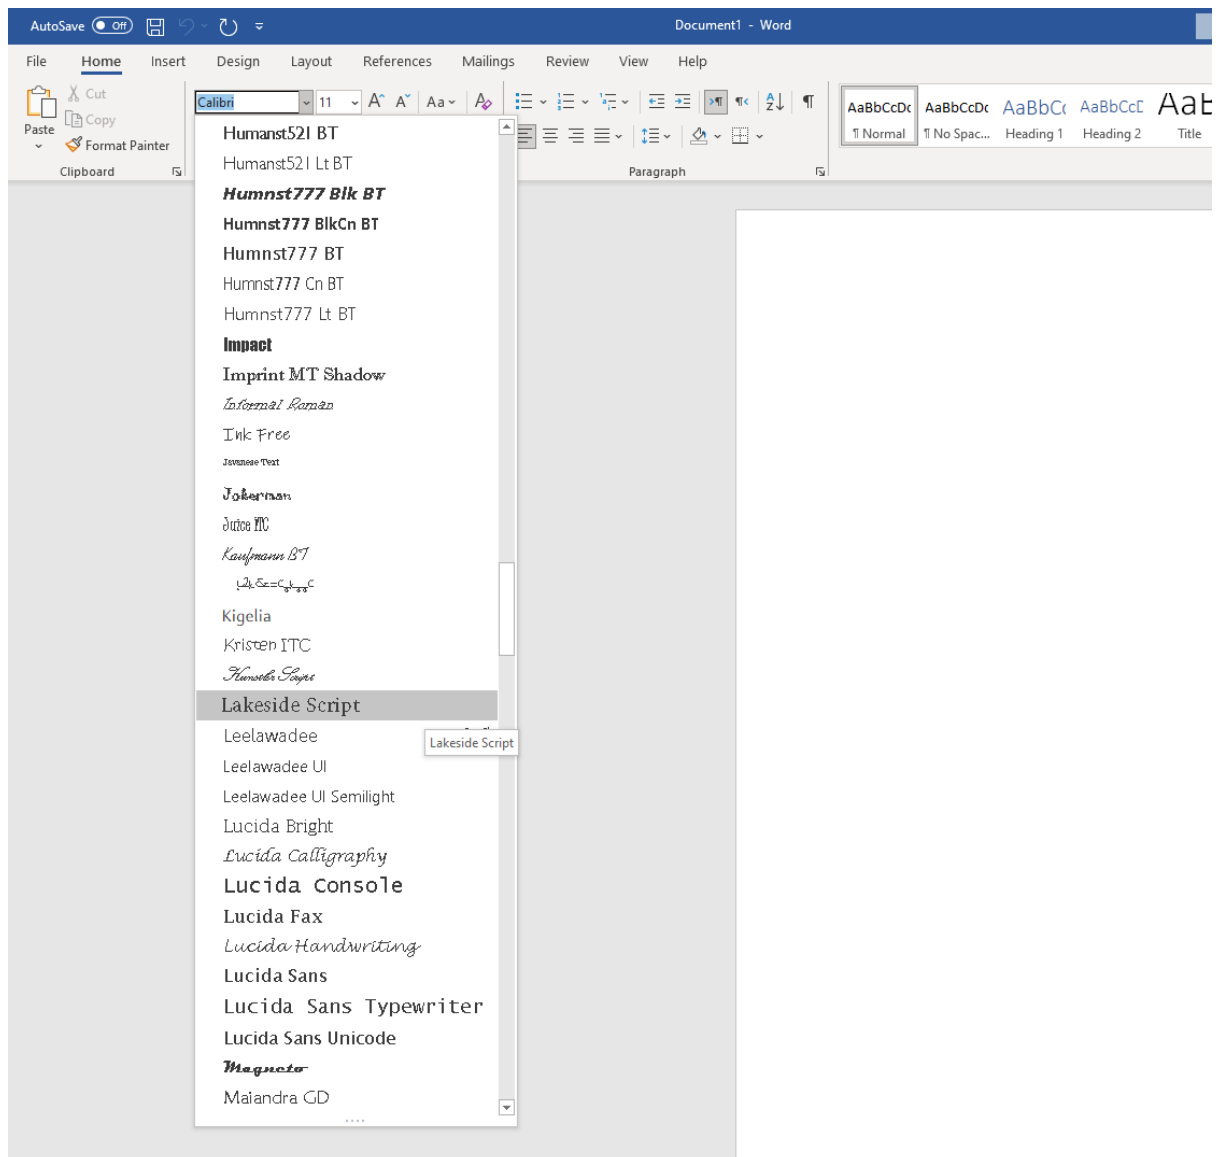 AutoSave Off Document1 - Word
File Home Insert Design Layout References Mailings Review View Help
Cut
Copy
Paste
Format Painter
Clipboard
Calibri 11 Aa
Paragraph
AaBbCcDc AaBbCcDc AaBbCc AaBbCcC AaB
¶ Normal ¶ No Spac... Heading 1 Heading 2 Title
Humanst521 BT
Humanst521 Lt BT
Humnst777 Blk BT
Humnst777 BlkCn BT
Humnst777 BT
Humnst777 Cn BT
Humnst777 Lt BT
Impact
Imprint MT Shadow
Informal Roman
Ink Free
Javanese Text
Jokerman
Juice ITC
Kaufmann BT
Kigelia
Kristen ITC
Kunstler Script
Lakeside Script
Leelawadee
Lakeside Script
Leelawadee UI
Leelawadee UI Semilight
Lucida Bright
Lucida Calligraphy
Lucida Console
Lucida Fax
Lucida Handwriting
Lucida Sans
Lucida Sans Typewriter
Lucida Sans Unicode
Magneto
Maiandra GD